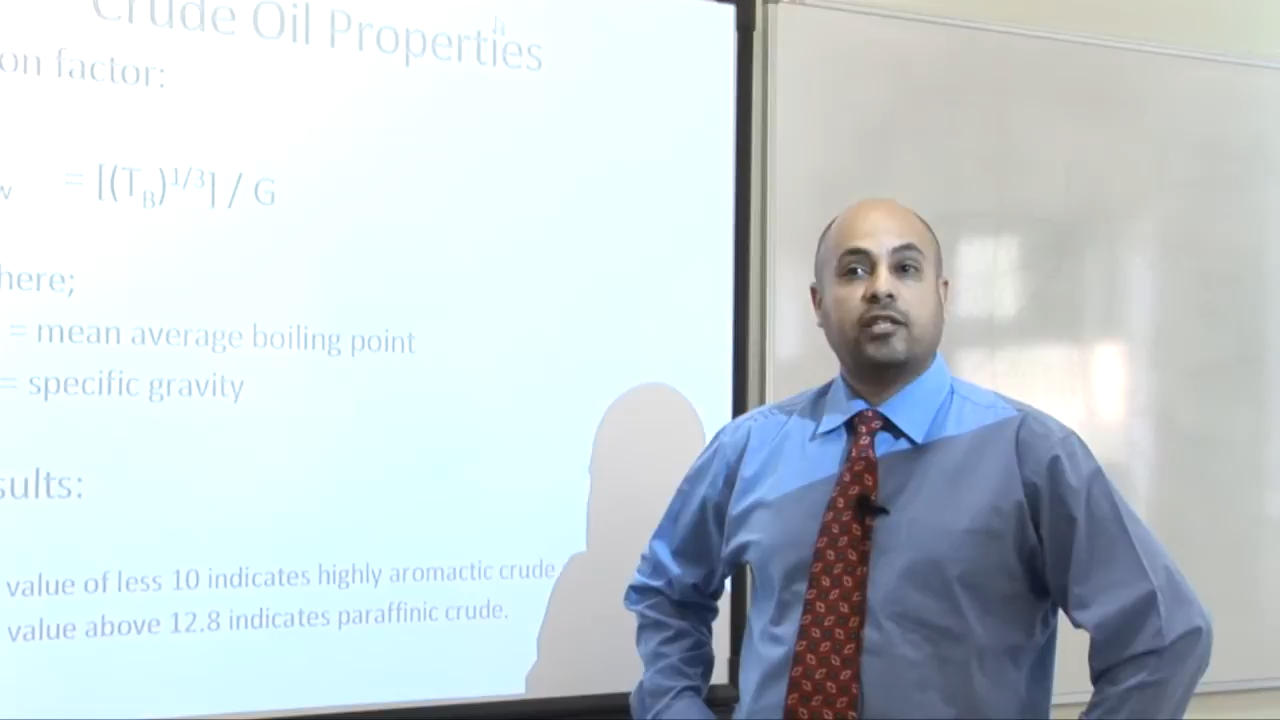 Crude Oil Properties
on factor:
w = [(T_B)^1/3] / G
here;
= mean average boiling point
= specific gravity
sults:
value of less 10 indicates highly aromactic crude
value above 12.8 indicates paraffinic crude.